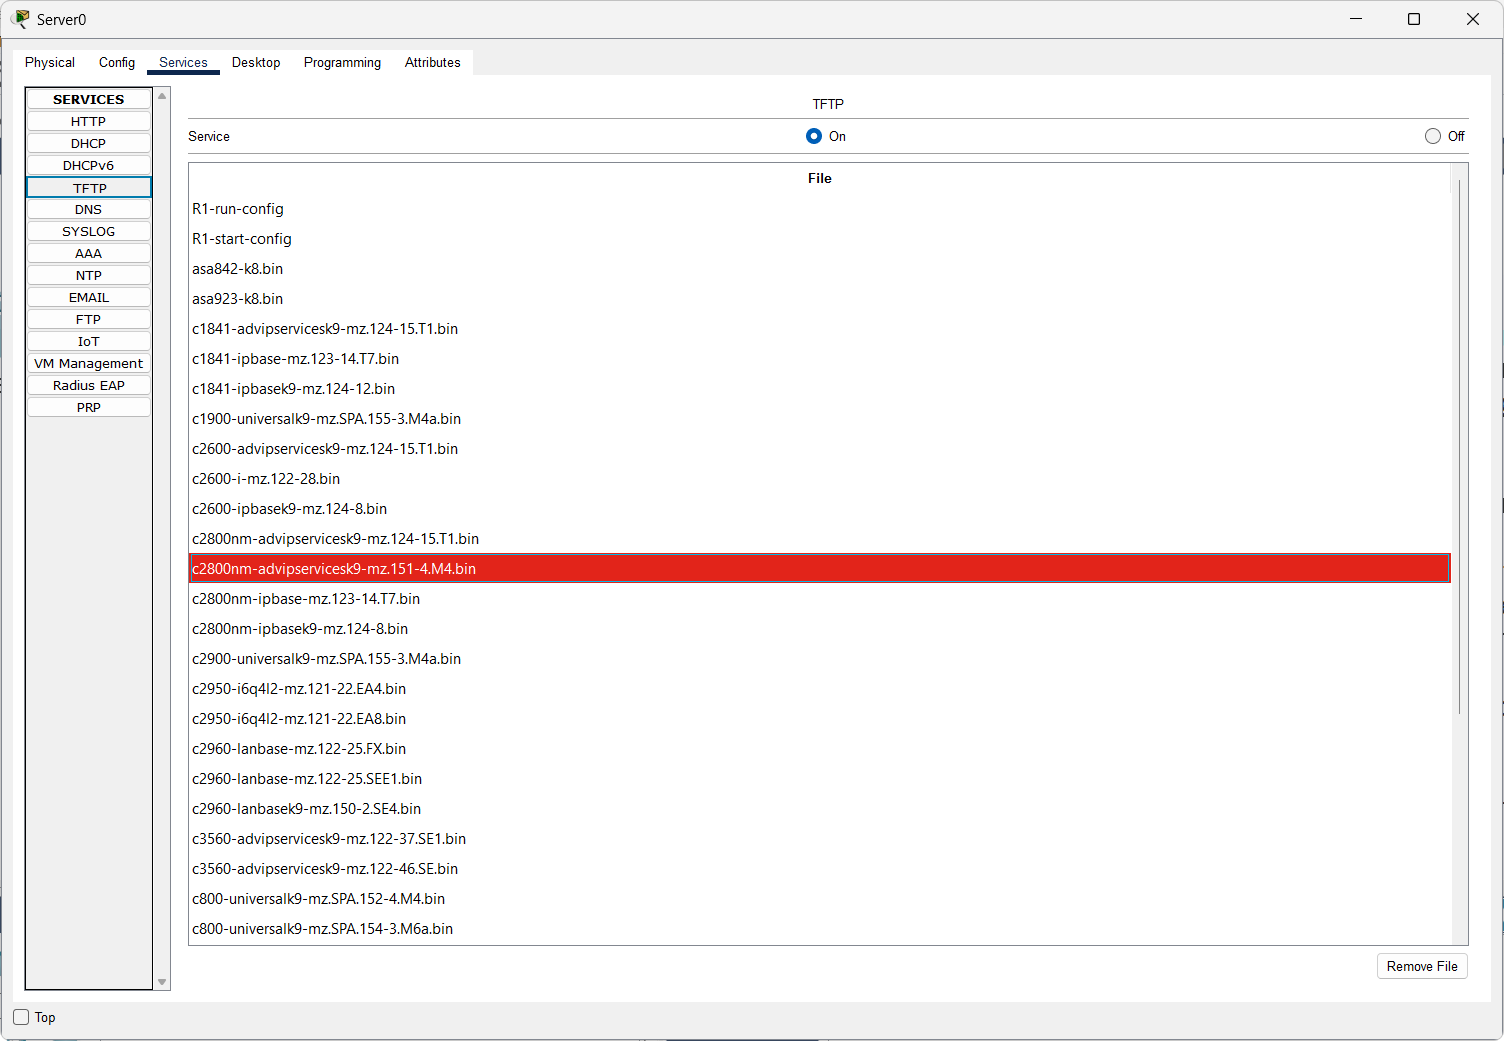 Server0
Physical Config Services Desktop Programming Attributes
SERVICES
HTTP
DHCP
DHCPv6
TFTP
DNS
SYSLOG
AAA
NTP
EMAIL
FTP
IoT
VM Management
Radius EAP
PRP
TFTP
Service On Off
File
R1-run-config
R1-start-config
asa842-k8.bin
asa923-k8.bin
c1841-advipservicesk9-mz.124-15.T1.bin
c1841-ipbase-mz.123-14.T7.bin
c1841-ipbasek9-mz.124-12.bin
c1900-universalk9-mz.SPA.155-3.M4a.bin
c2600-advipservicesk9-mz.124-15.T1.bin
c2600-i-mz.122-28.bin
c2600-ipbasek9-mz.124-8.bin
c2800nm-advipservicesk9-mz.124-15.T1.bin
c2800nm-advipservicesk9-mz.151-4.M4.bin
c2800nm-ipbase-mz.123-14.T7.bin
c2800nm-ipbasek9-mz.124-8.bin
c2900-universalk9-mz.SPA.155-3.M4a.bin
c2950-i6q4l2-mz.121-22.EA4.bin
c2950-i6q4l2-mz.121-22.EA8.bin
c2960-lanbase-mz.122-25.FX.bin
c2960-lanbase-mz.122-25.SEE1.bin
c2960-lanbasek9-mz.150-2.SE4.bin
c3560-advipservicesk9-mz.122-37.SE1.bin
c3560-advipservicesk9-mz.122-46.SE.bin
c800-universalk9-mz.SPA.152-4.M4.bin
c800-universalk9-mz.SPA.154-3.M6a.bin
Remove File
Top